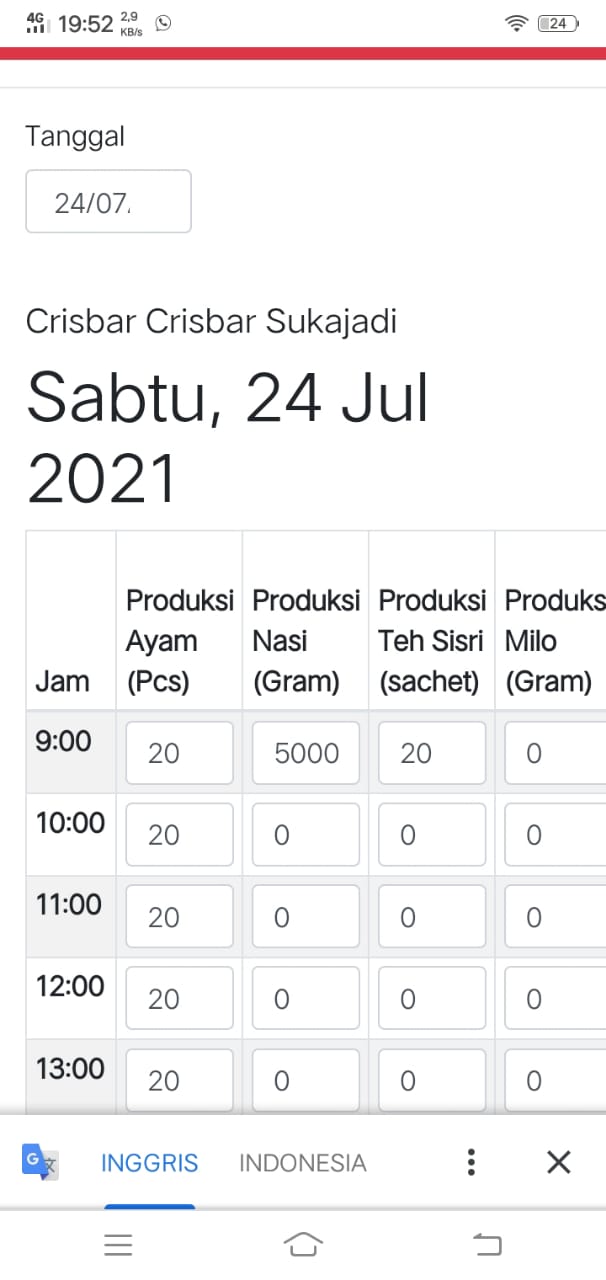 4G 19:52 2,9 KB/s 24
Tanggal
24/07
Crisbar Crisbar Sukajadi
Sabtu, 24 Jul
2021
Produksi Produksi Produksi Produks
Ayam Nasi Teh Sisri Milo
Jam (Pcs) (Gram) (sachet) (Gram)
9:00 20 5000 20 0
10:00 20 0 0 0
11:00 20 0 0 0
12:00 20 0 0 0
13:00 20 0 0 0
G 文 INGGRIS INDONESIA